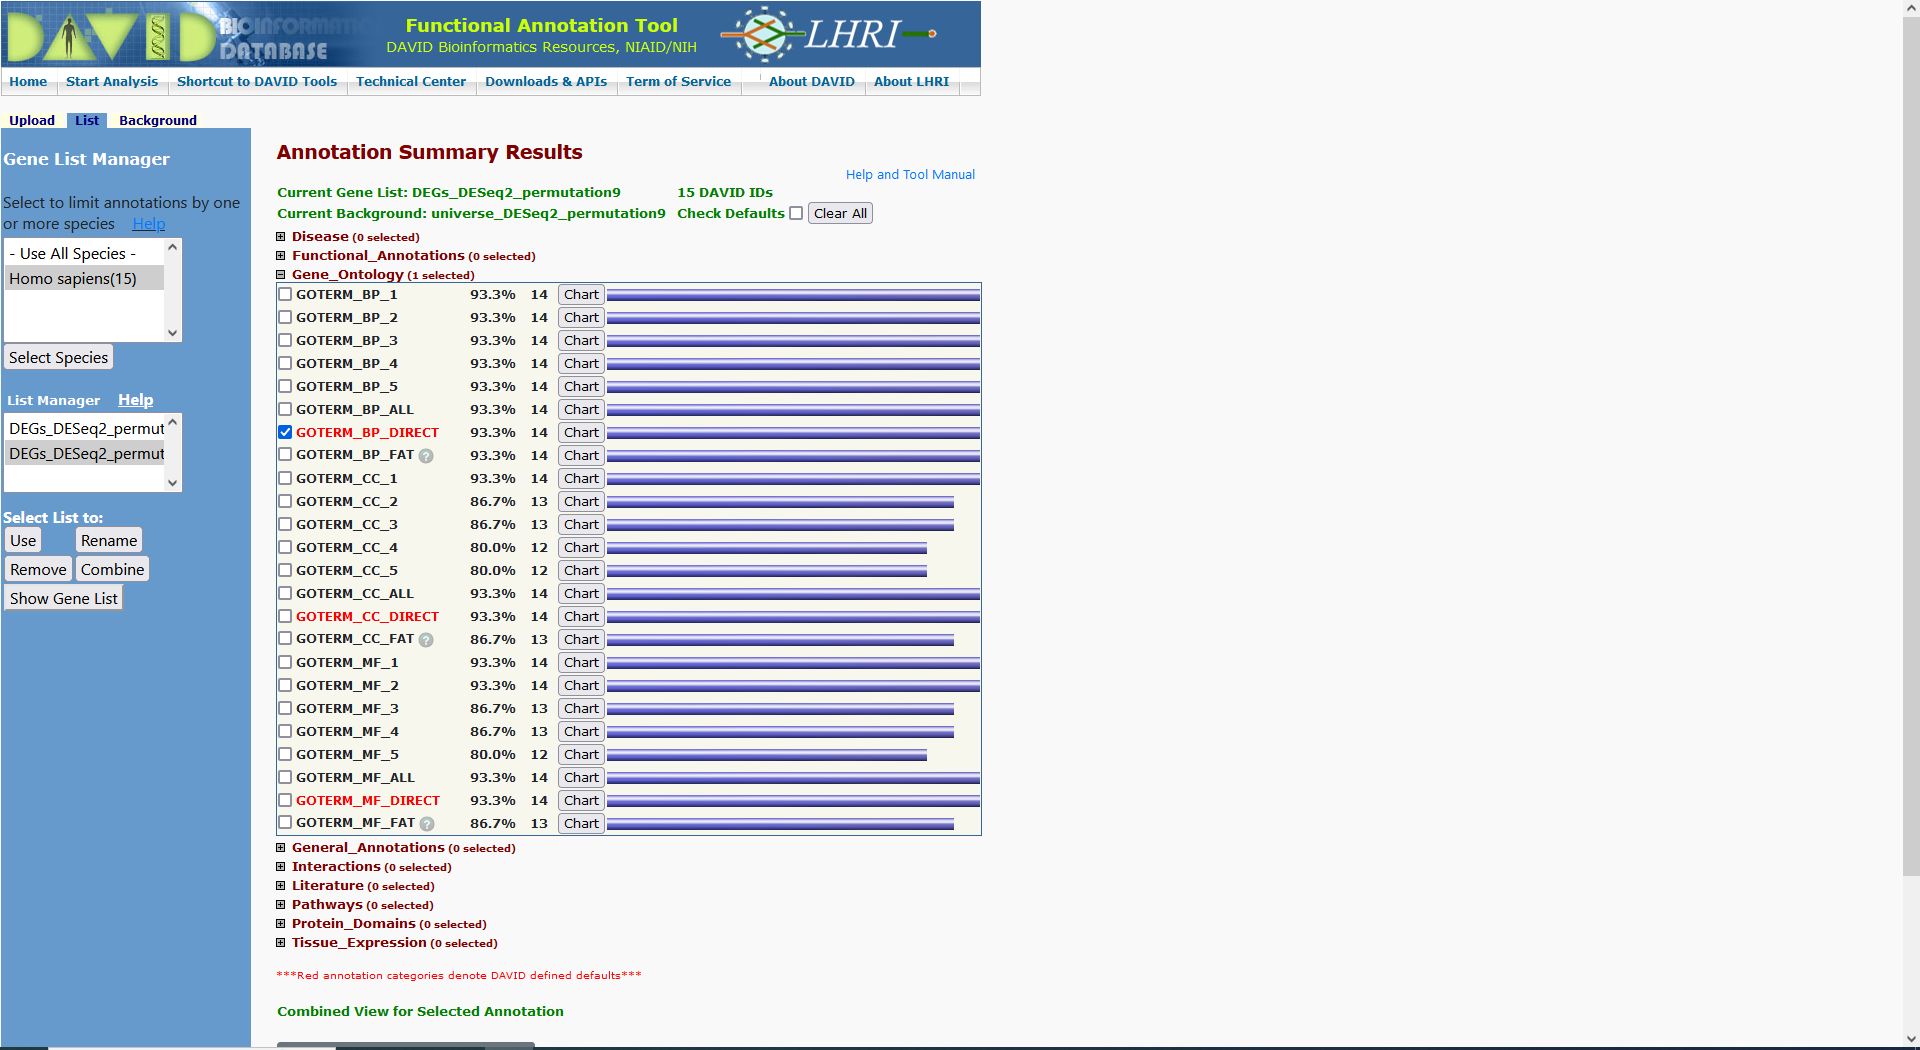 DAVID BIOINFORMATICS DATABASE
Functional Annotation Tool
DAVID Bioinformatics Resources, NIAID/NIH
LHRI
Home Start Analysis Shortcut to DAVID Tools Technical Center Downloads & APIs Term of Service About DAVID About LHRI
Upload List Background
Gene List Manager
Select to limit annotations by one
or more species Help
- Use All Species -
Homo sapiens(15)
Select Species
List Manager Help
DEGs_DESeq2_permut
DEGs_DESeq2_permut
Select List to:
Use Rename
Remove Combine
Show Gene List
Annotation Summary Results
Help and Tool Manual
Current Gene List: DEGs_DESeq2_permutation9 15 DAVID IDs
Current Background: universe_DESeq2_permutation9 Check Defaults Clear All
Disease (0 selected)
Functional_Annotations (0 selected)
Gene_Ontology (1 selected)
GOTERM_BP_1 93.3% 14 Chart
GOTERM_BP_2 93.3% 14 Chart
GOTERM_BP_3 93.3% 14 Chart
GOTERM_BP_4 93.3% 14 Chart
GOTERM_BP_5 93.3% 14 Chart
GOTERM_BP_ALL 93.3% 14 Chart
GOTERM_BP_DIRECT 93.3% 14 Chart
GOTERM_BP_FAT ? 93.3% 14 Chart
GOTERM_CC_1 93.3% 14 Chart
GOTERM_CC_2 86.7% 13 Chart
GOTERM_CC_3 86.7% 13 Chart
GOTERM_CC_4 80.0% 12 Chart
GOTERM_CC_5 80.0% 12 Chart
GOTERM_CC_ALL 93.3% 14 Chart
GOTERM_CC_DIRECT 93.3% 14 Chart
GOTERM_CC_FAT ? 86.7% 13 Chart
GOTERM_MF_1 93.3% 14 Chart
GOTERM_MF_2 93.3% 14 Chart
GOTERM_MF_3 86.7% 13 Chart
GOTERM_MF_4 86.7% 13 Chart
GOTERM_MF_5 80.0% 12 Chart
GOTERM_MF_ALL 93.3% 14 Chart
GOTERM_MF_DIRECT 93.3% 14 Chart
GOTERM_MF_FAT ? 86.7% 13 Chart
General_Annotations (0 selected)
Interactions (0 selected)
Literature (0 selected)
Pathways (0 selected)
Protein_Domains (0 selected)
Tissue_Expression (0 selected)
***Red annotation categories denote DAVID defined defaults***
Combined View for Selected Annotation